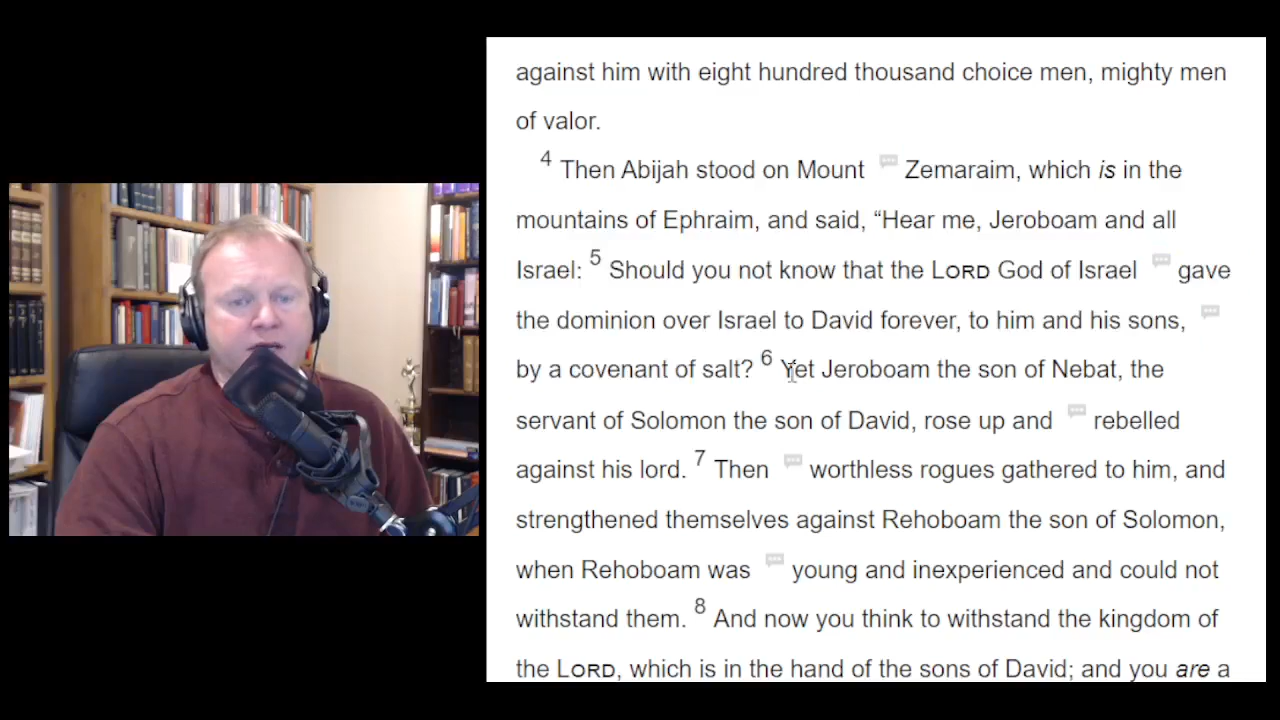 against him with eight hundred thousand choice men, mighty men
of valor.
4 Then Abijah stood on Mount Zemaraim, which is in the
mountains of Ephraim, and said, “Hear me, Jeroboam and all
Israel: 5 Should you not know that the LORD God of Israel gave
the dominion over Israel to David forever, to him and his sons,
by a covenant of salt? 6 Yet Jeroboam the son of Nebat, the
servant of Solomon the son of David, rose up and rebelled
against his lord. 7 Then worthless rogues gathered to him, and
strengthened themselves against Rehoboam the son of Solomon,
when Rehoboam was young and inexperienced and could not
withstand them. 8 And now you think to withstand the kingdom of
the LORD, which is in the hand of the sons of David; and you are a